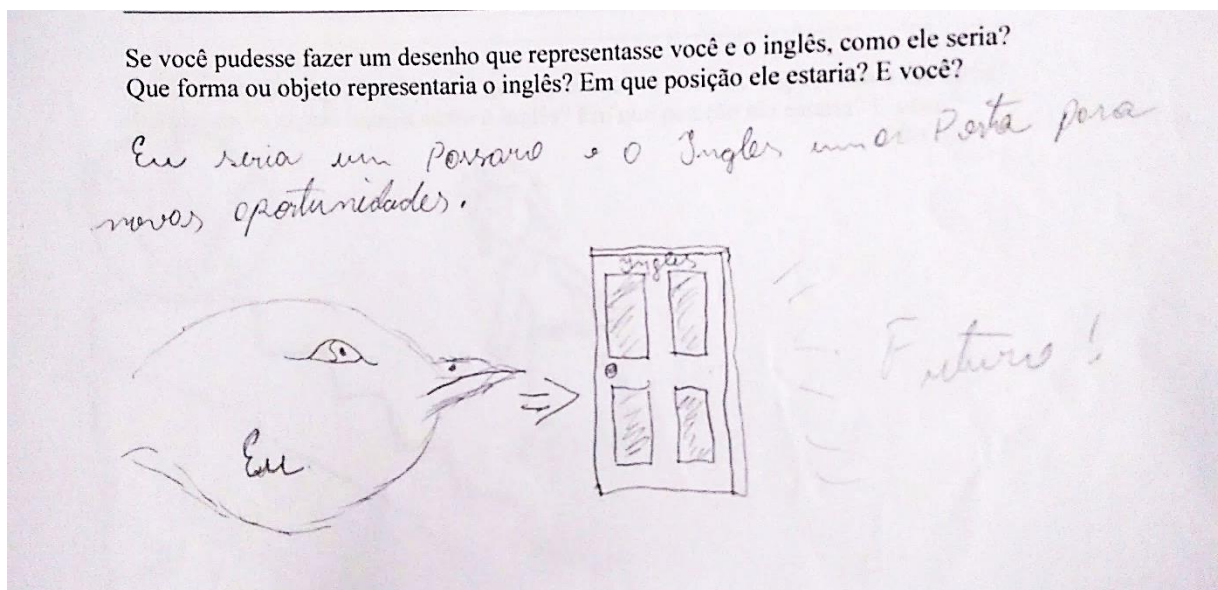 Se você pudesse fazer um desenho que representasse você e o inglês, como ele seria?
Que forma ou objeto representaria o inglês? Em que posição ele estaria? E você?
Eu seria um Passaro e o Ingles uma Porta para
novas oportunidades.
Ingles
Eu
Futuro!